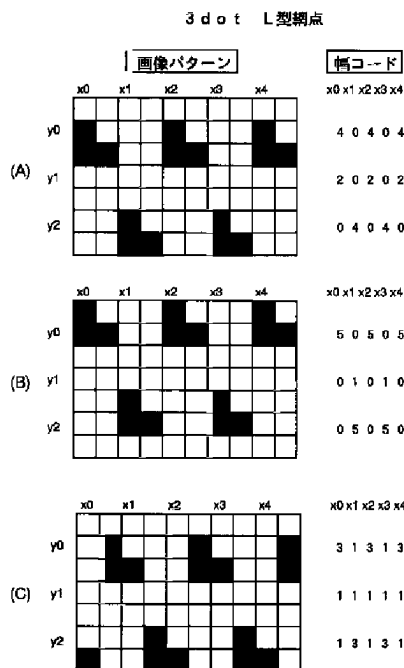 3dot L型網点
画像パターン 幅コード
x0 x1 x2 x3 x4 x0 x1 x2 x3 x4
y0 4 0 4 0 4
(A) y1 2 0 2 0 2
y2 0 4 0 4 0
x0 x1 x2 x3 x4 x0 x1 x2 x3 x4
y0 5 0 5 0 5
(B) y1 0 1 0 1 0
y2 0 5 0 5 0
x0 x1 x2 x3 x4 x0 x1 x2 x3 x4
y0 3 1 3 1 3
(C) y1 1 1 1 1 1
y2 1 3 1 3 1